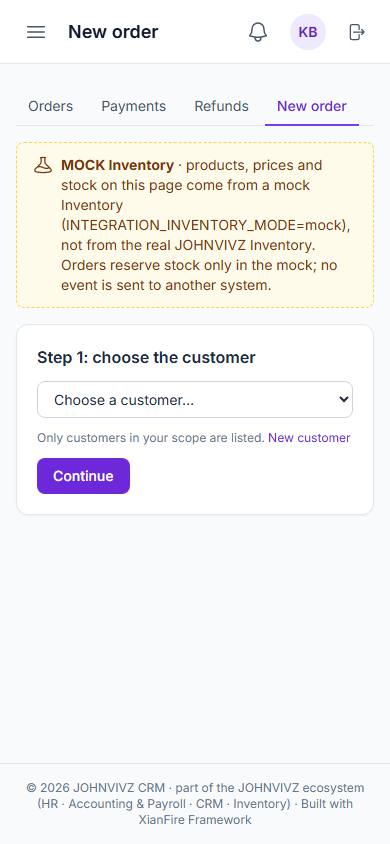 New order
KB
Orders
Payments
Refunds
New order
MOCK Inventory · products, prices and
stock on this page come from a mock
Inventory
(INTEGRATION_INVENTORY_MODE=mock),
not from the real JOHNVIVZ Inventory.
Orders reserve stock only in the mock; no
event is sent to another system.
Step 1: choose the customer
Choose a customer...
Only customers in your scope are listed. New customer
Continue
© 2026 JOHNVIVZ CRM · part of the JOHNVIVZ ecosystem
(HR · Accounting & Payroll · CRM · Inventory) · Built with
XianFire Framework